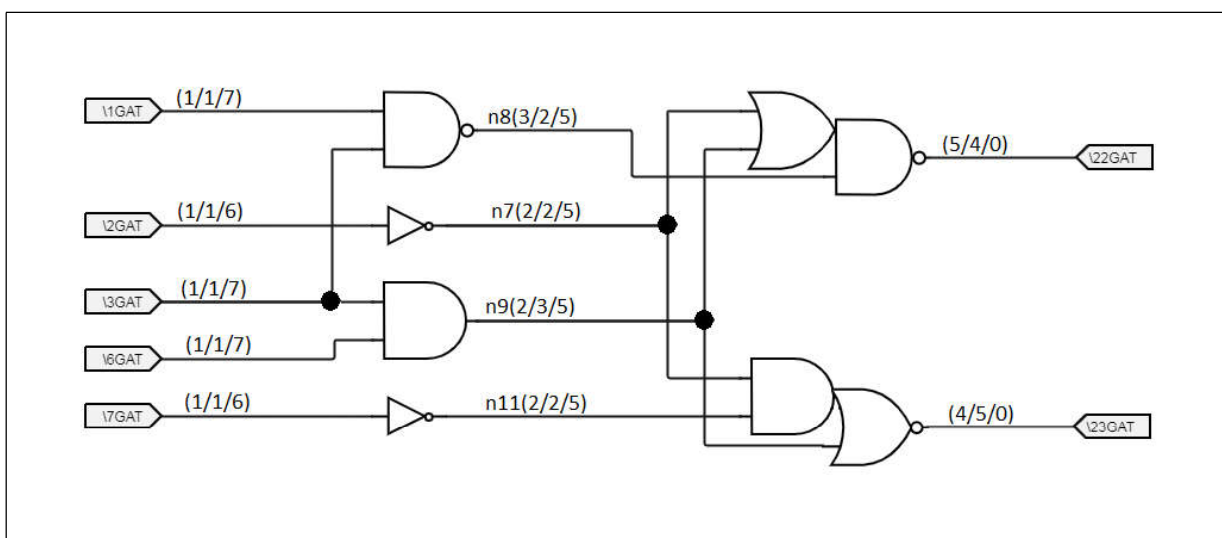 \1GAT (1/1/7) n8(3/2/5) (5/4/0) \22GAT
\2GAT (1/1/6) n7(2/2/5)
\3GAT (1/1/7) n9(2/3/5)
\6GAT (1/1/7)
\7GAT (1/1/6) n11(2/2/5) (4/5/0) \23GAT